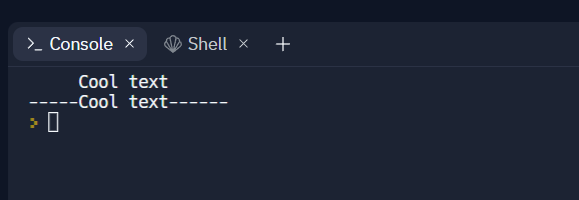 Console × Shell × +
Cool text
-----Cool text------
>